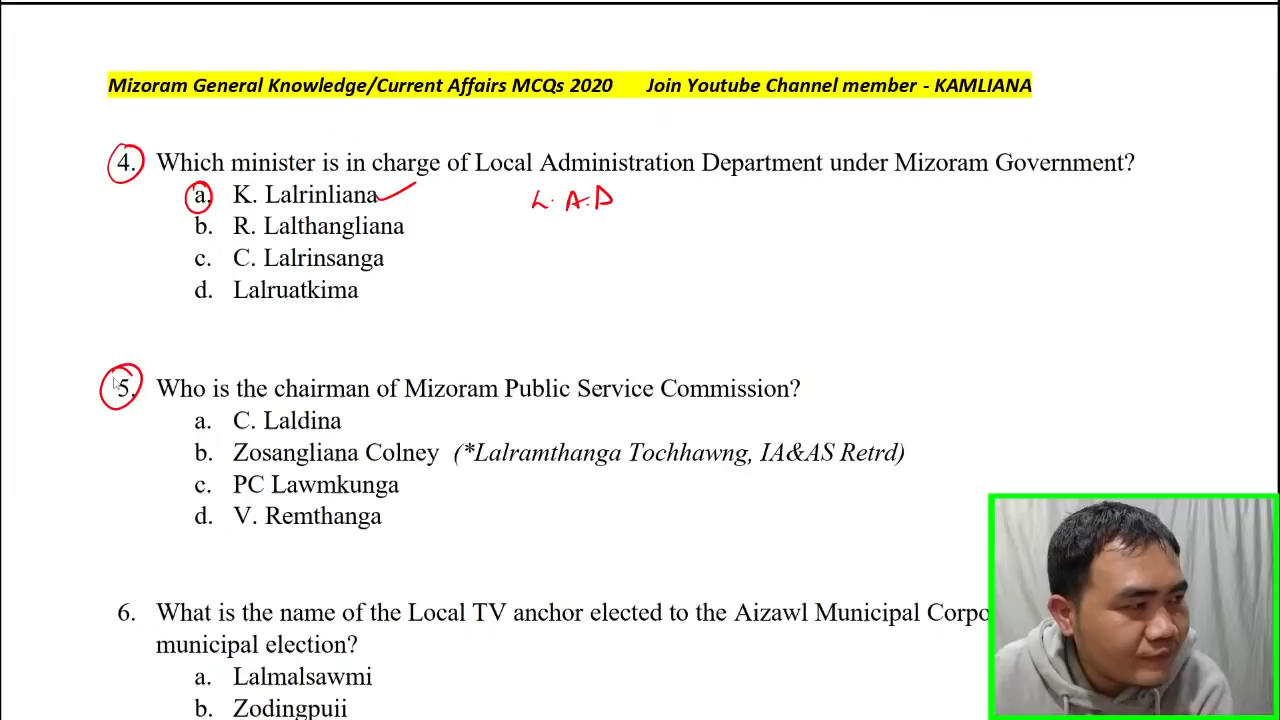 Mizoram General Knowledge/Current Affairs MCQs 2020 Join Youtube Channel member - KAMLIANA
4. Which minister is in charge of Local Administration Department under Mizoram Government?
a. K. Lalrinliana
L. A. D
b. R. Lalthangliana
c. C. Lalrinsanga
d. Lalruatkima
5. Who is the chairman of Mizoram Public Service Commission?
a. C. Laldina
b. Zosangliana Colney (*Lalramthanga Tochhawng, IA&AS Retrd)
c. PC Lawmkunga
d. V. Remthanga
6. What is the name of the Local TV anchor elected to the Aizawl Municipal Corpo
municipal election?
a. Lalmalsawmi
b. Zodingpuii